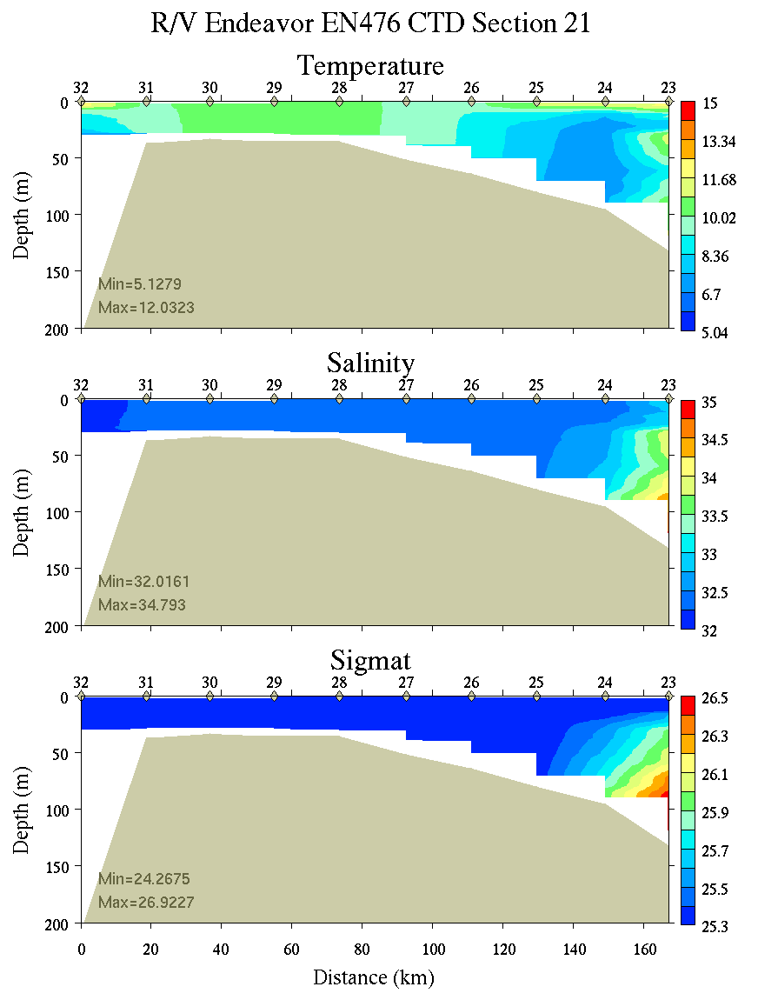 R/V Endeavor EN476 CTD Section 21
Temperature
32 31 30 29 28 27 26 25 24 23
0
50
100
150
200
Depth (m)
Min=5.1279
Max=12.0323
15
13.34
11.68
10.02
8.36
6.7
5.04
Salinity
32 31 30 29 28 27 26 25 24 23
0
50
100
150
200
Depth (m)
Min=32.0161
Max=34.793
35
34.5
34
33.5
33
32.5
32
Sigmat
32 31 30 29 28 27 26 25 24 23
0
50
100
150
200
Depth (m)
Min=24.2675
Max=26.9227
26.5
26.3
26.1
25.9
25.7
25.5
25.3
0 20 40 60 80 100 120 140 160
Distance (km)